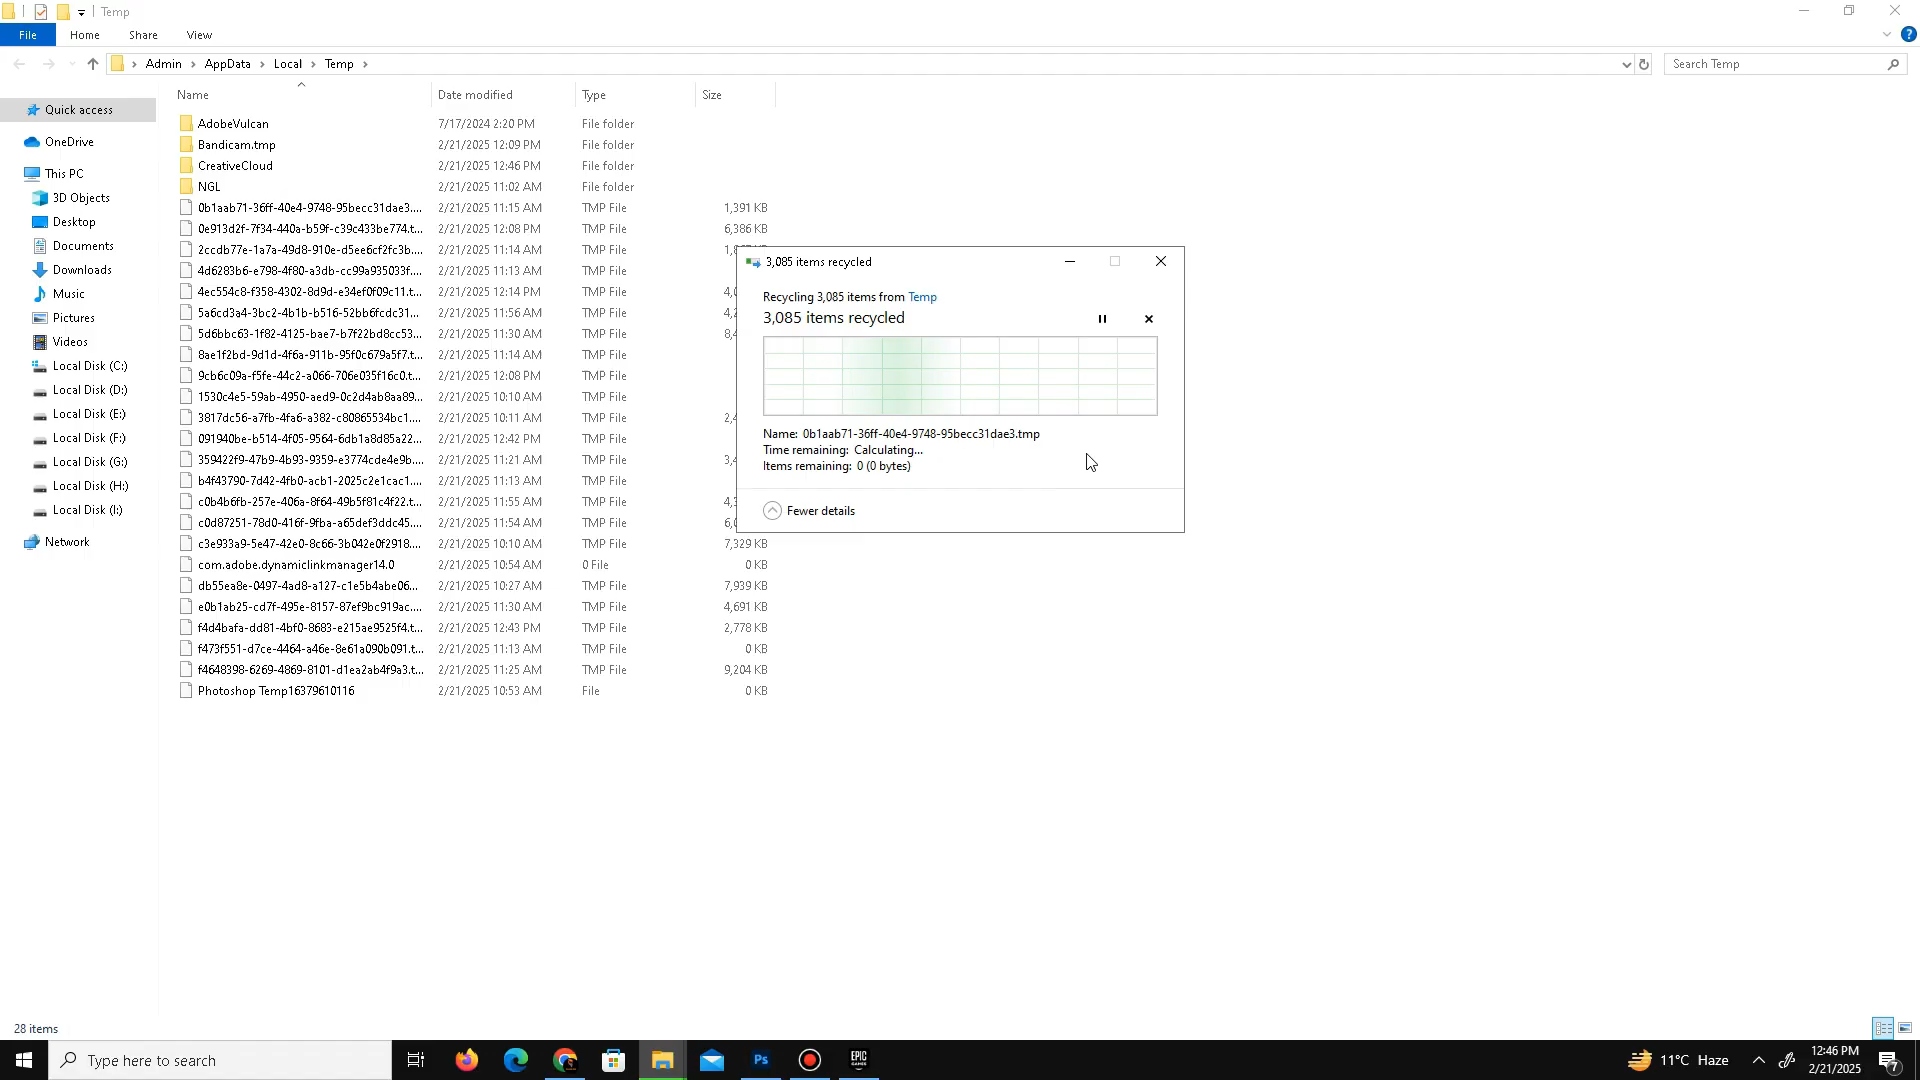 Temp
File Home Share View
Admin AppData Local Temp Search Temp
Name Date modified Type Size
Quick access
OneDrive
This PC
3D Objects
Desktop
Documents
Downloads
Music
Pictures
Videos
Local Disk (C:)
Local Disk (D:)
Local Disk (E:)
Local Disk (F:)
Local Disk (G:)
Local Disk (H:)
Local Disk (I:)
Network
AdobeVulcan 7/17/2024 2:20 PM File folder
Bandicam.tmp 2/21/2025 12:09 PM File folder
CreativeCloud 2/21/2025 12:46 PM File folder
NGL 2/21/2025 11:02 AM File folder
0b1aab71-36ff-40e4-9748-95becc31dae3.... 2/21/2025 11:15 AM TMP File 1,391 KB
0e913d2f-7f34-440a-b59f-c39c433be774.t... 2/21/2025 12:08 PM TMP File 6,386 KB
2ccdb77e-1a7a-49d8-910e-d5ee6cf2fc3b.... 2/21/2025 11:14 AM TMP File
4d6283b6-e798-4f80-a3db-cc99a935033f.... 2/21/2025 11:13 AM TMP File
4ec554c8-f358-4302-8d9d-e34ef0f09c11.t... 2/21/2025 12:14 PM TMP File
5a6cd3a4-3bc2-4b1b-b516-52bb6fcdc31... 2/21/2025 11:56 AM TMP File
5d6bbc63-1f82-4125-bae7-b7f22bd8cc53... 2/21/2025 11:30 AM TMP File
8ae1f2bd-9d1d-4f6a-911b-95f0c679a5f7.t... 2/21/2025 11:14 AM TMP File
9cb6c09a-f5fe-44c2-a066-706e035f16c0.t... 2/21/2025 12:08 PM TMP File
1530c4e5-59ab-4950-aed9-0c2d4ab8aa89... 2/21/2025 10:10 AM TMP File
3817dc56-a7fb-4fa6-a382-c80865534bc1.... 2/21/2025 10:11 AM TMP File
091940be-b514-4f05-9564-6db1a8d85a22... 2/21/2025 12:42 PM TMP File
359422f9-47b9-4b93-9359-e3774cde4e9b.... 2/21/2025 11:21 AM TMP File
b4f43790-7d42-4fb0-acb1-2025c2e1cac1.... 2/21/2025 11:13 AM TMP File
c0b4b6fb-257e-406a-8f64-49b5f81c4f22.t... 2/21/2025 11:55 AM TMP File
c0d87251-78d0-416f-9fba-a65def3ddc45.... 2/21/2025 11:54 AM TMP File
c3e933a9-5e47-42e0-8c66-3b042e0f2918.... 2/21/2025 10:10 AM TMP File 7,329 KB
com.adobe.dynamiclinkmanager14.0 2/21/2025 10:54 AM 0 File 0 KB
db55ea8e-0497-4ad8-a127-c1e5b4abe06... 2/21/2025 10:27 AM TMP File 7,939 KB
e0b1ab25-cd7f-495e-8157-87ef9bc919ac.... 2/21/2025 11:30 AM TMP File 4,691 KB
f4d4bafa-dd81-4bf0-8683-e215ae9525f4.t... 2/21/2025 12:43 PM TMP File 2,778 KB
f473f551-d7ce-4464-a46e-8e61a090b091.t... 2/21/2025 11:13 AM TMP File 0 KB
f4648398-6269-4869-8101-d1ea2ab4f9a3.t... 2/21/2025 11:25 AM TMP File 9,204 KB
Photoshop Temp16379610116 2/21/2025 10:53 AM File 0 KB
3,085 items recycled
Recycling 3,085 items from Temp
3,085 items recycled
Name: 0b1aab71-36ff-40e4-9748-95becc31dae3.tmp
Time remaining: Calculating...
Items remaining: 0 (0 bytes)
Fewer details
28 items
Type here to search
Ps
EPIC
GAMES
11°C Haze
12:46 PM
2/21/2025
7